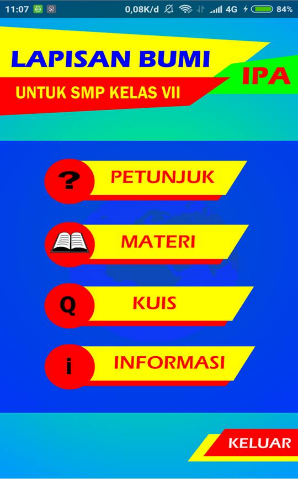 11:07 0,08K/d 4G 84%
LAPISAN BUMI
IPA
UNTUK SMP KELAS VII
? PETUNJUK
MATERI
Q KUIS
i INFORMASI
KELUAR